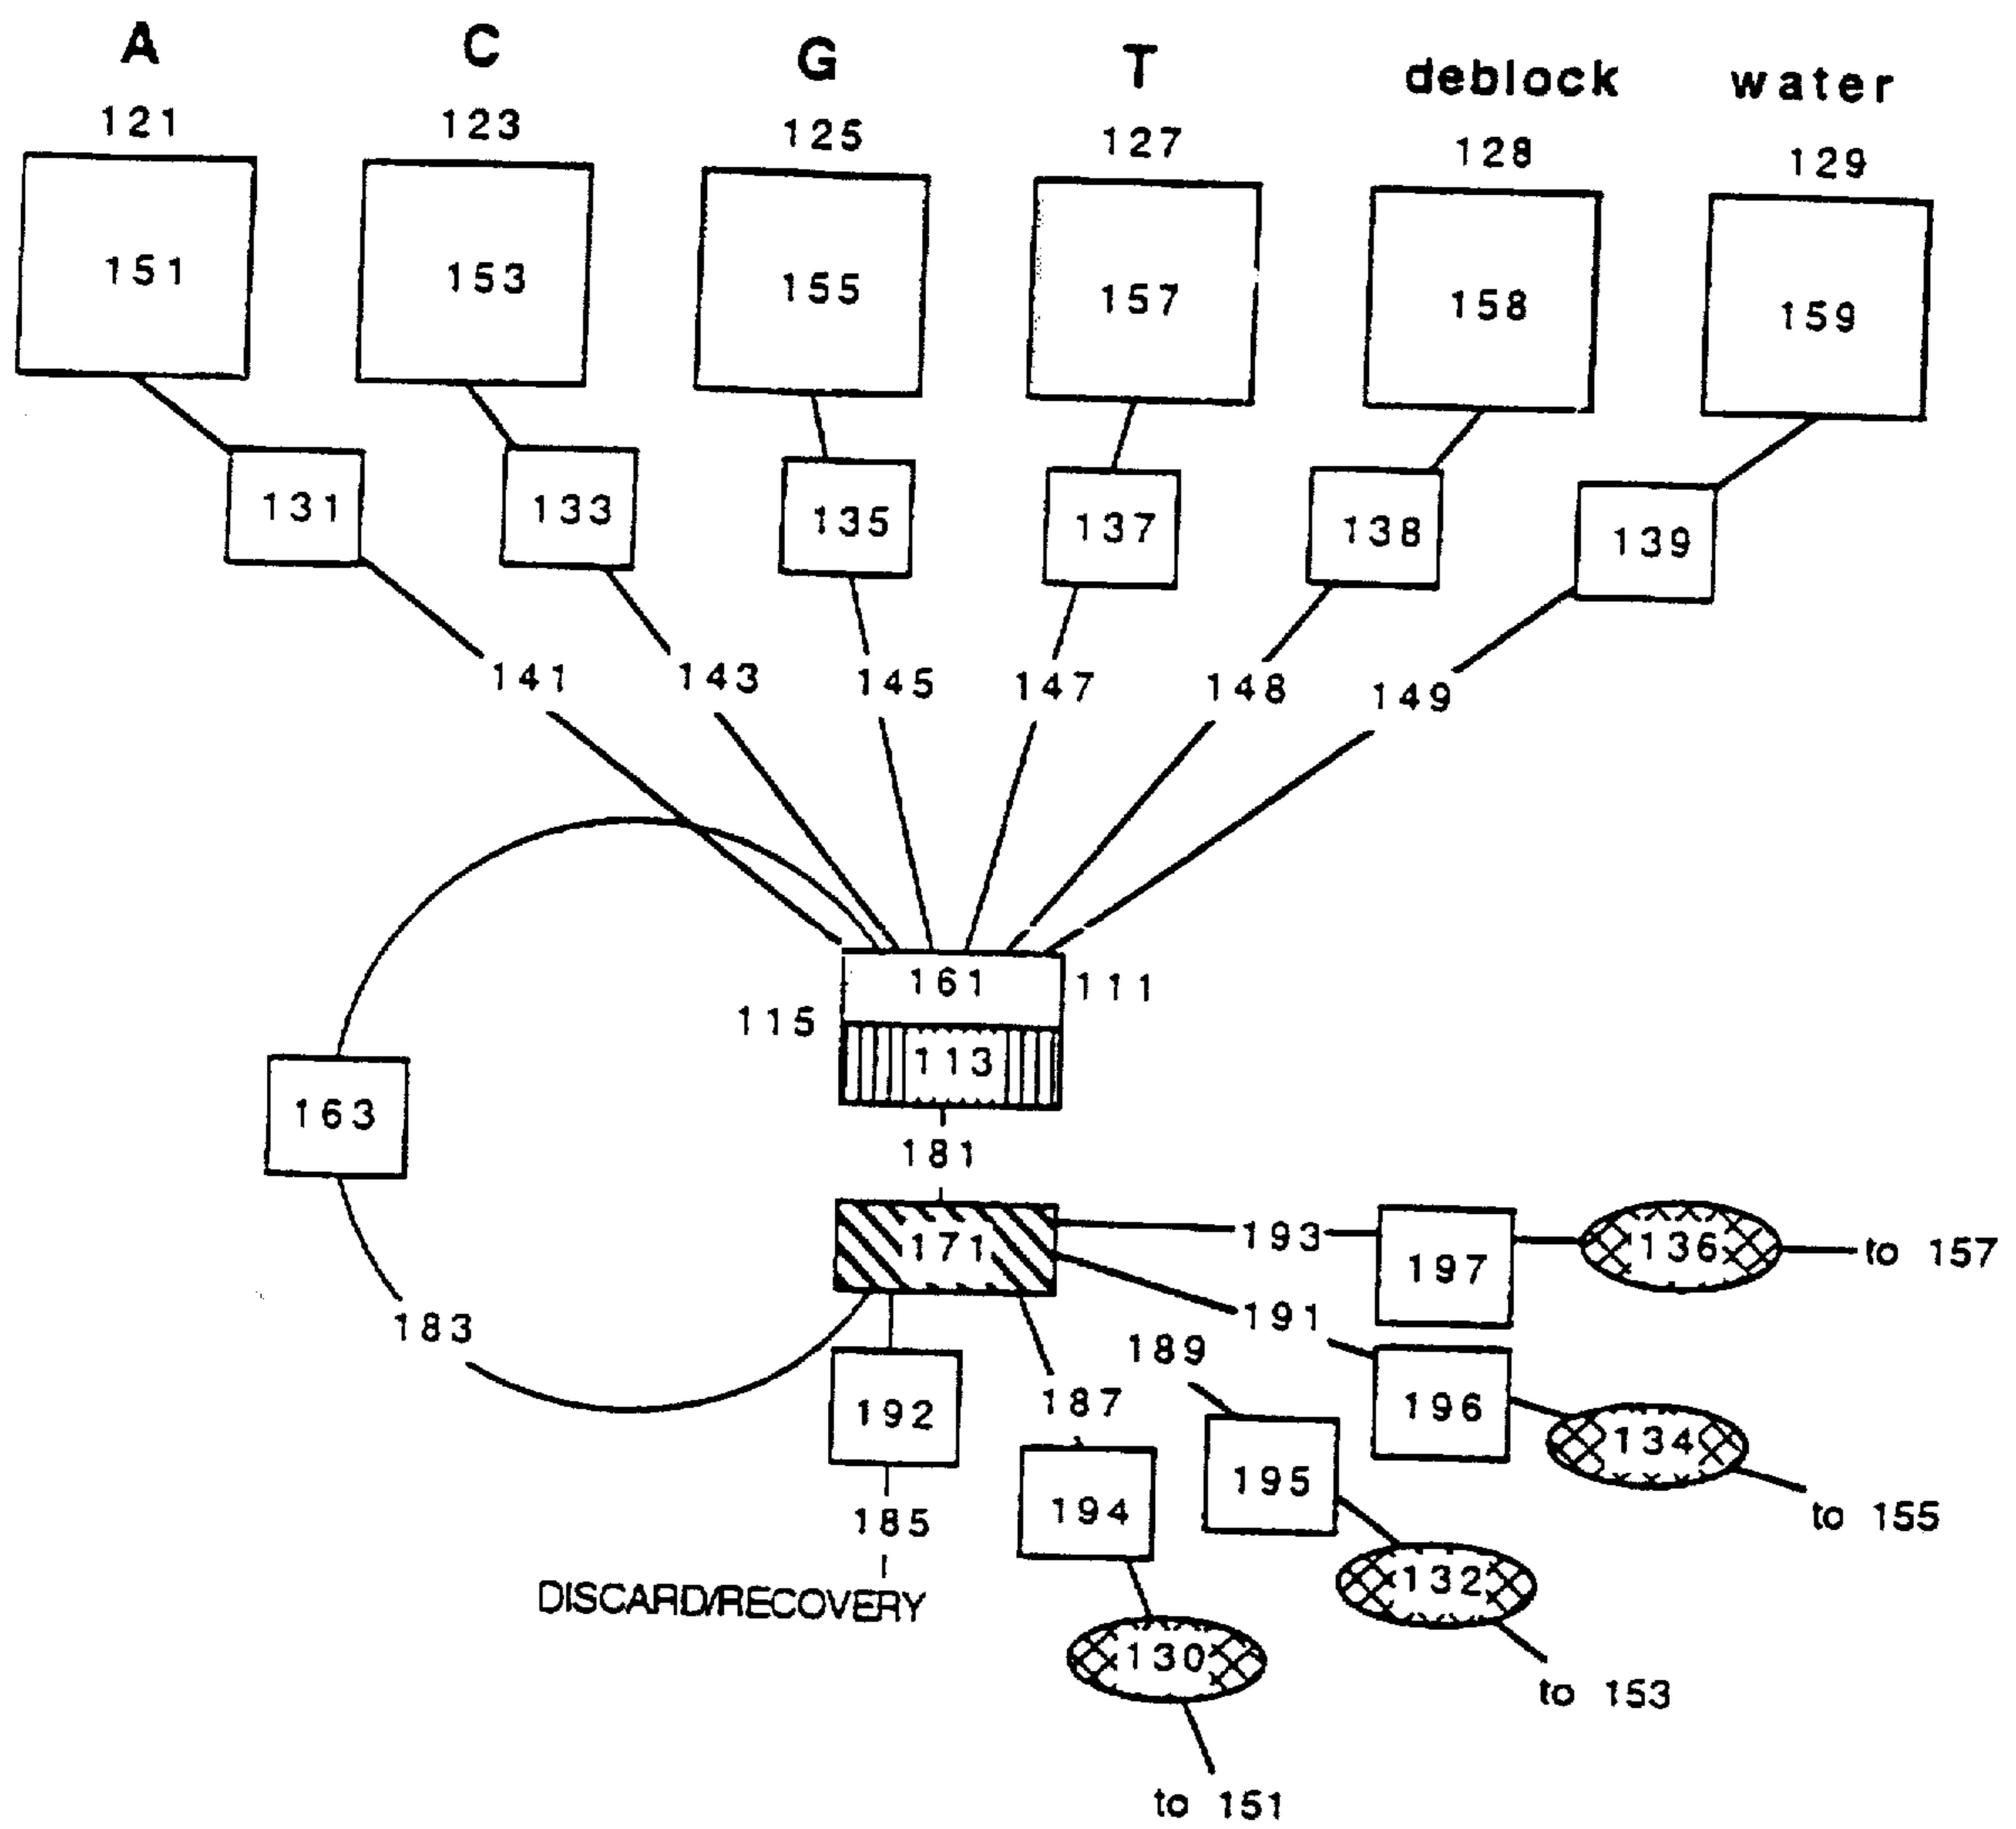 A C G T deblock water
121 123 125 127 128 129
151 153 155 157 158 159
131 133 135 137 138 139
141 143 145 147 148 149
161 111
115
113
163
181
171 193 197 136 to 157
183 191
189
192 187 196 134
195
185 194 to 155
DISCARD/RECOVERY 132
130
to 153
to 151